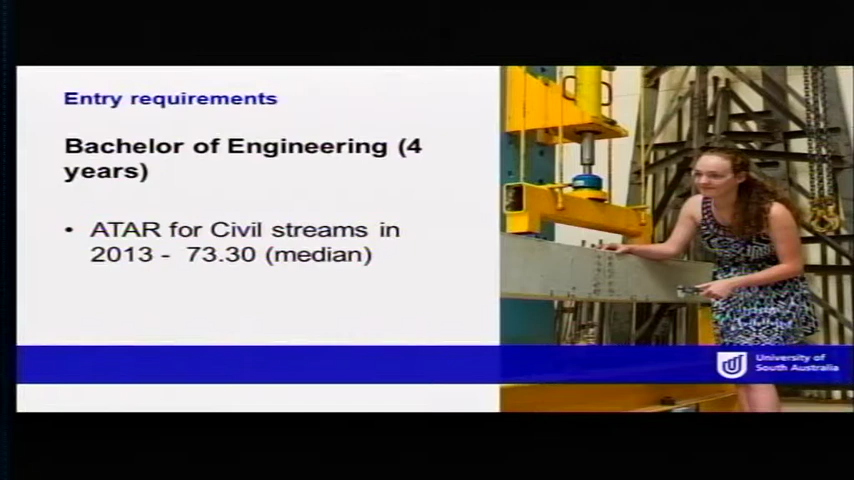 Entry requirements
Bachelor of Engineering (4
years)
• ATAR for Civil streams in
2013 - 73.30 (median)
University of
South Australia